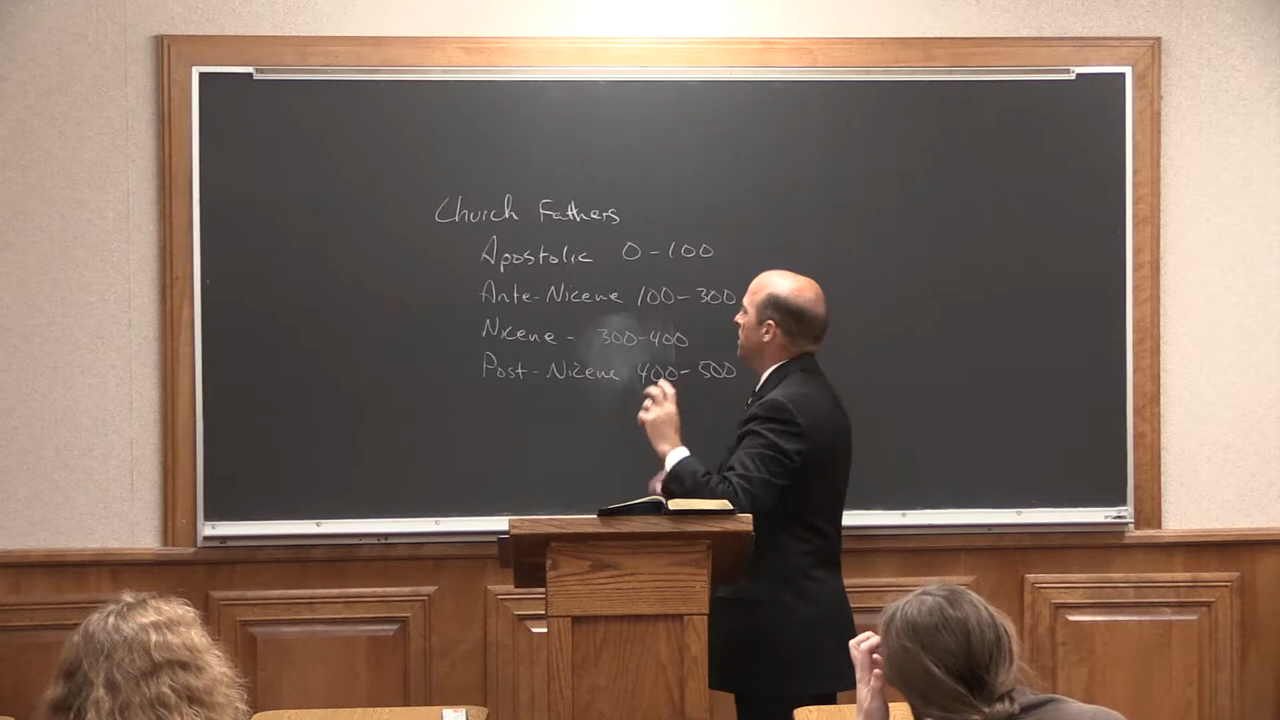 Church Fathers
Apostolic 0-100
Ante-Nicene 100-300
Nicene - 300-400
Post-Nicene 400-500